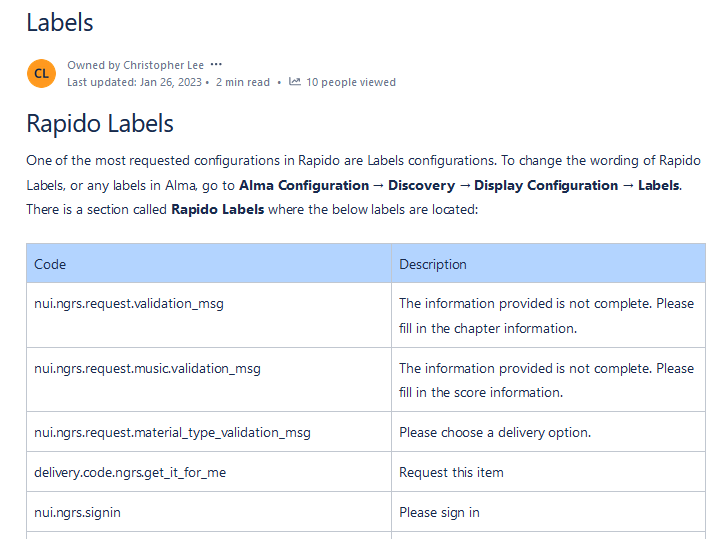 Labels
CL
Owned by Christopher Lee •••
Last updated: Jan 26, 2023 • 2 min read • 10 people viewed
Rapido Labels
One of the most requested configurations in Rapido are Labels configurations. To change the wording of Rapido
Labels, or any labels in Alma, go to Alma Configuration → Discovery → Display Configuration → Labels.
There is a section called Rapido Labels where the below labels are located:
Code
Description
nui.ngrs.request.validation_msg
The information provided is not complete. Please
fill in the chapter information.
nui.ngrs.request.music.validation_msg
The information provided is not complete. Please
fill in the score information.
nui.ngrs.request.material_type_validation_msg
Please choose a delivery option.
delivery.code.ngrs.get_it_for_me
Request this item
nui.ngrs.signin
Please sign in